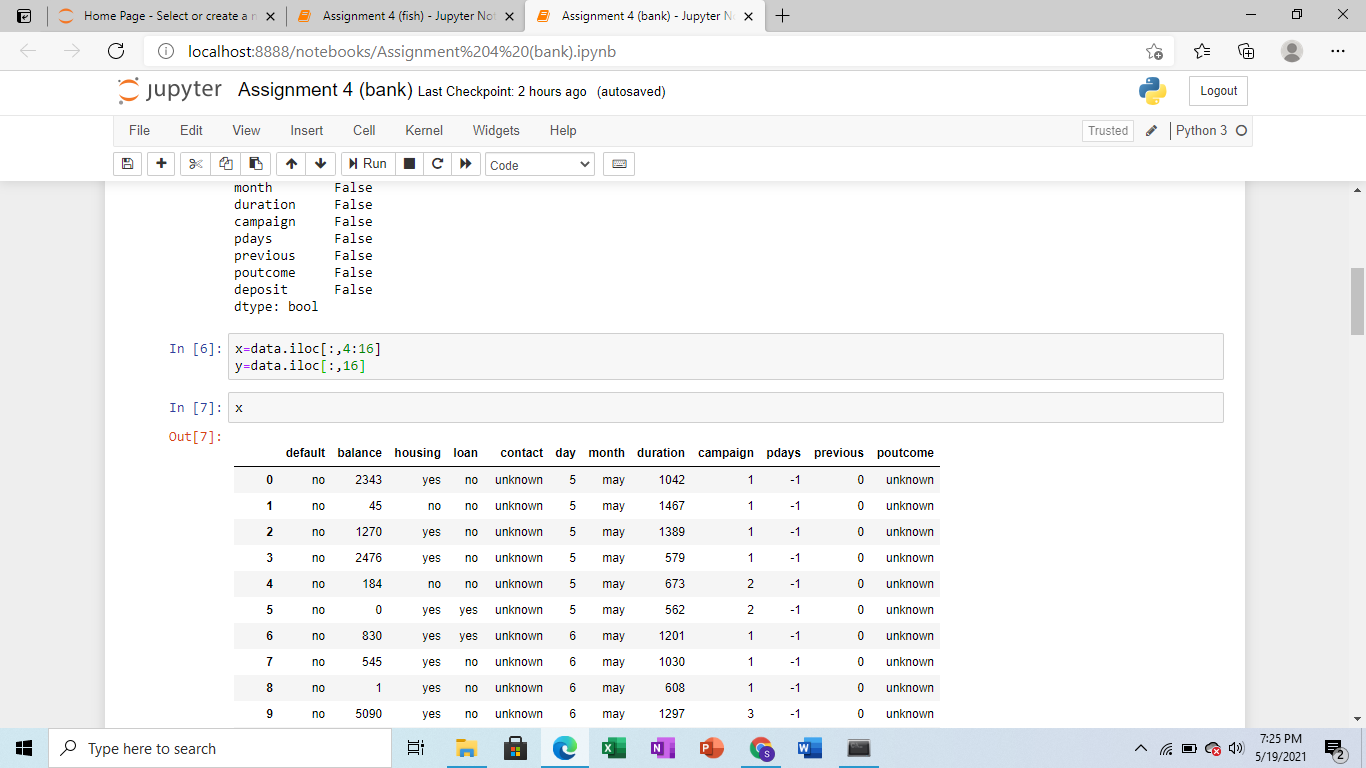 Home Page - Select or create a n
Assignment 4 (fish) - Jupyter Not
Assignment 4 (bank) - Jupyter N
localhost:8888/notebooks/Assignment%204%20(bank).ipynb
jupyter Assignment 4 (bank) Last Checkpoint: 2 hours ago (autosaved)
Logout
File Edit View Insert Cell Kernel Widgets Help
Trusted Python 3
Run Code
month False
duration False
campaign False
pdays False
previous False
poutcome False
deposit False
dtype: bool
In [6]: x=data.iloc[:,4:16]
y=data.iloc[:,16]
In [7]: x
Out[7]:
default balance housing loan contact day month duration campaign pdays previous poutcome
0 no 2343 yes no unknown 5 may 1042 1 -1 0 unknown
1 no 45 no no unknown 5 may 1467 1 -1 0 unknown
2 no 1270 yes no unknown 5 may 1389 1 -1 0 unknown
3 no 2476 yes no unknown 5 may 579 1 -1 0 unknown
4 no 184 no no unknown 5 may 673 2 -1 0 unknown
5 no 0 yes yes unknown 5 may 562 2 -1 0 unknown
6 no 830 yes yes unknown 6 may 1201 1 -1 0 unknown
7 no 545 yes no unknown 6 may 1030 1 -1 0 unknown
8 no 1 yes no unknown 6 may 608 1 -1 0 unknown
9 no 5090 yes no unknown 6 may 1297 3 -1 0 unknown
Type here to search
7:25 PM
5/19/2021
2